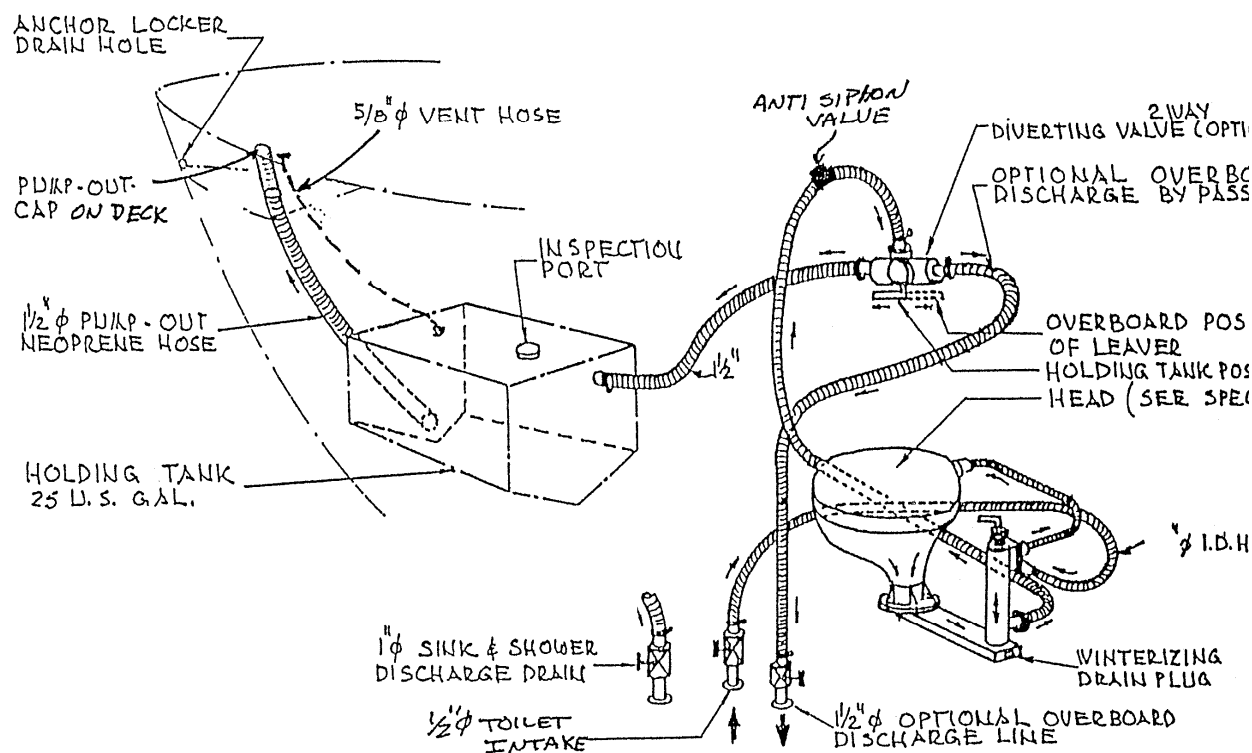 ANCHOR LOCKER
DRAIN HOLE
5/8"φ VENT HOSE
ANTI SIPHON
VALUE
2 WAY
DIVERTING VALUE (OPTI
OPTIONAL OVERBO
DISCHARGE BY PASS
PUMP-OUT-
CAP ON DECK
INSPECTION
PORT
1½"φ PUMP-OUT
NEOPRENE HOSE
1½"
OVERBOARD POS
OF LEAVER
HOLDING TANK POS
HEAD (SEE SPEC
HOLDING TANK
25 U.S. GAL.
"φ I.D.H
1"φ SINK & SHOWER
DISCHARGE DRAIN
WINTERIZING
DRAIN PLUG
½"φ TOILET
INTAKE
1½"φ OPTIONAL OVERBOARD
DISCHARGE LINE